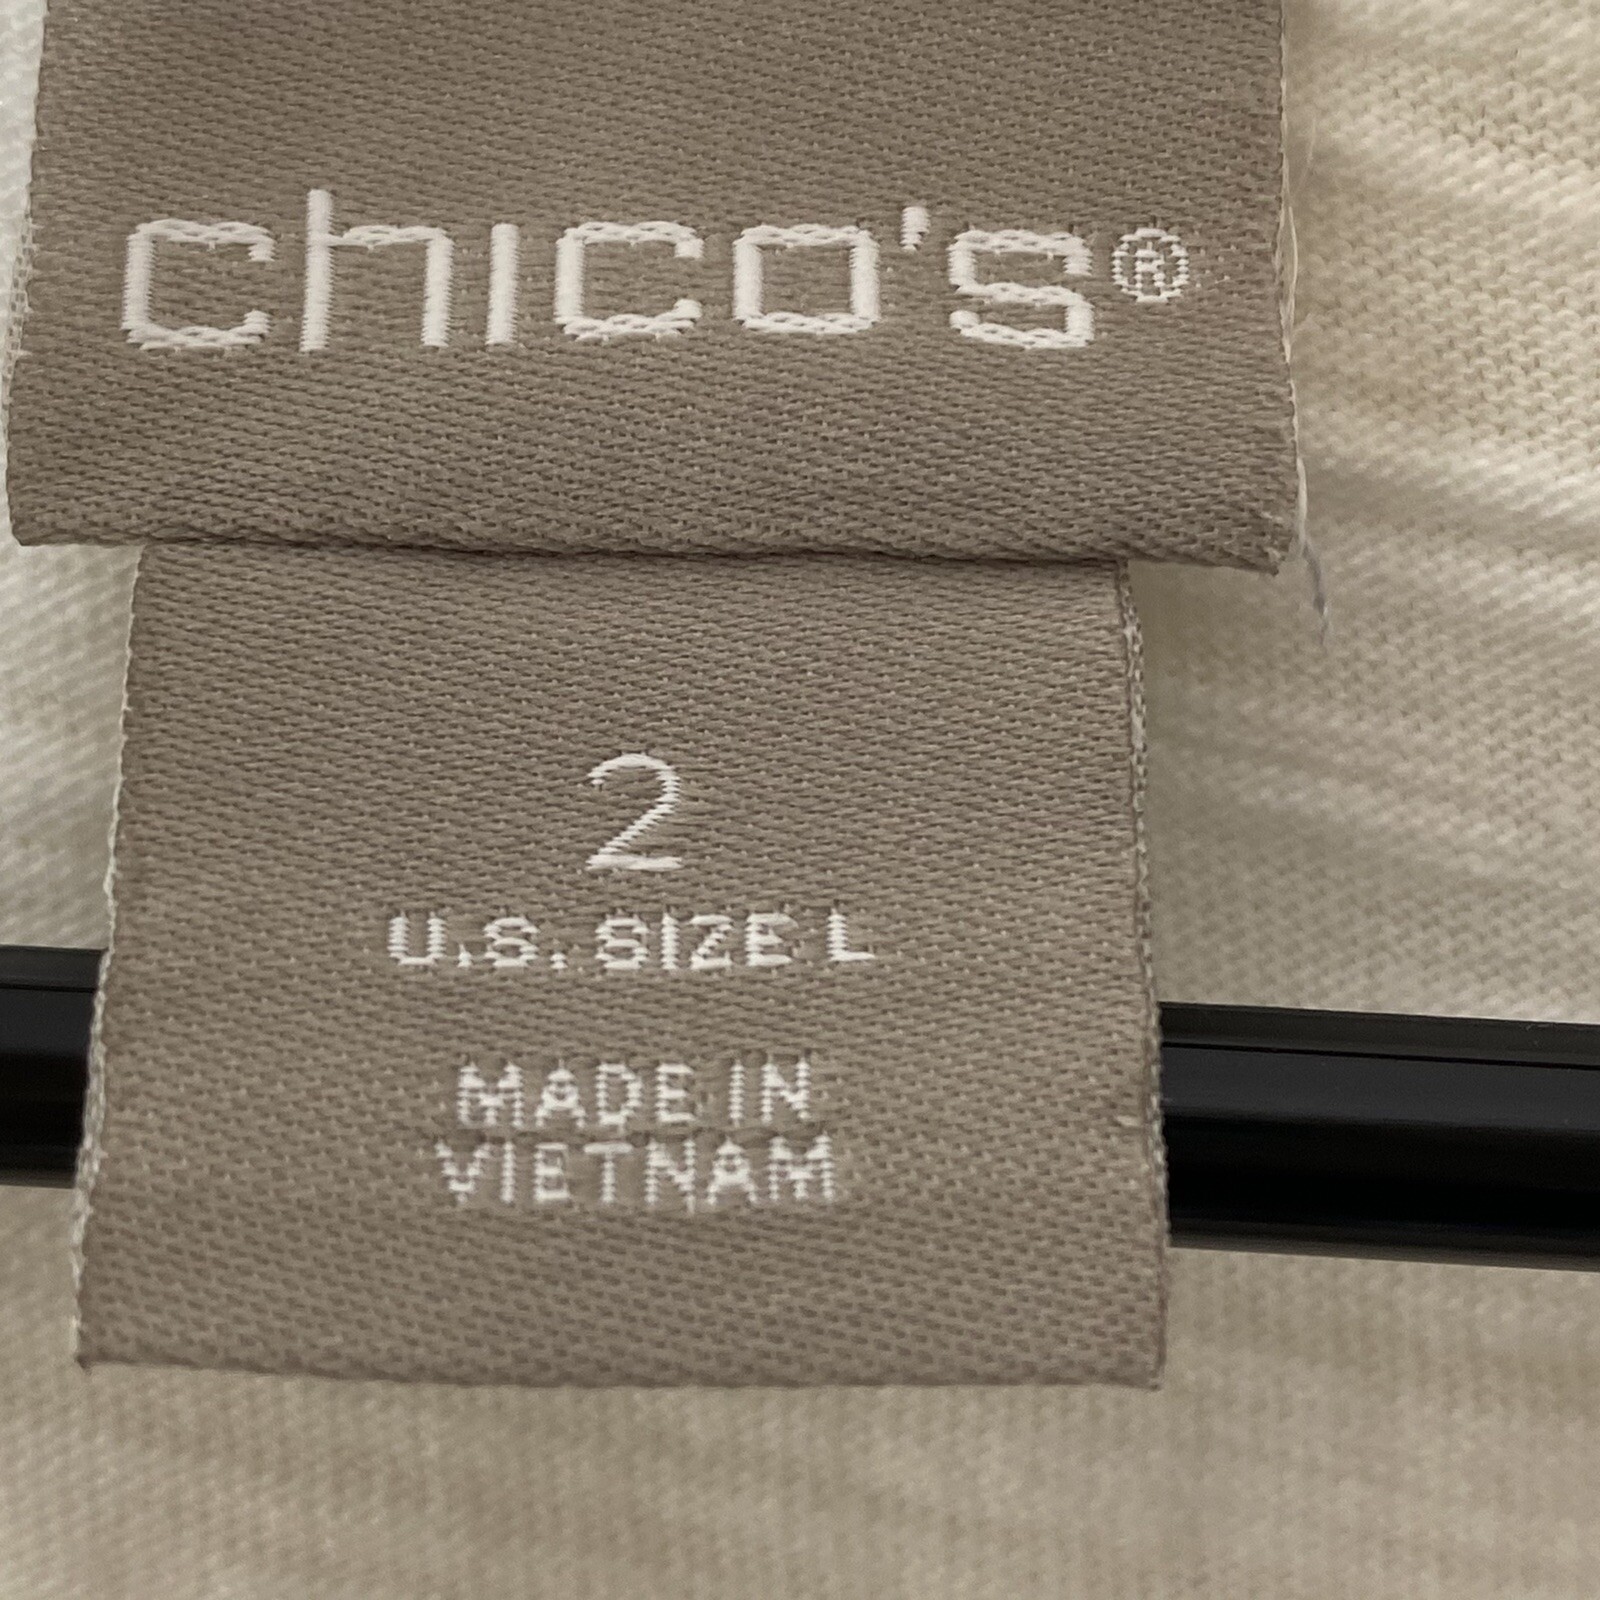 chico's®
2
U.S. SIZE L
MADE IN
VIETNAM